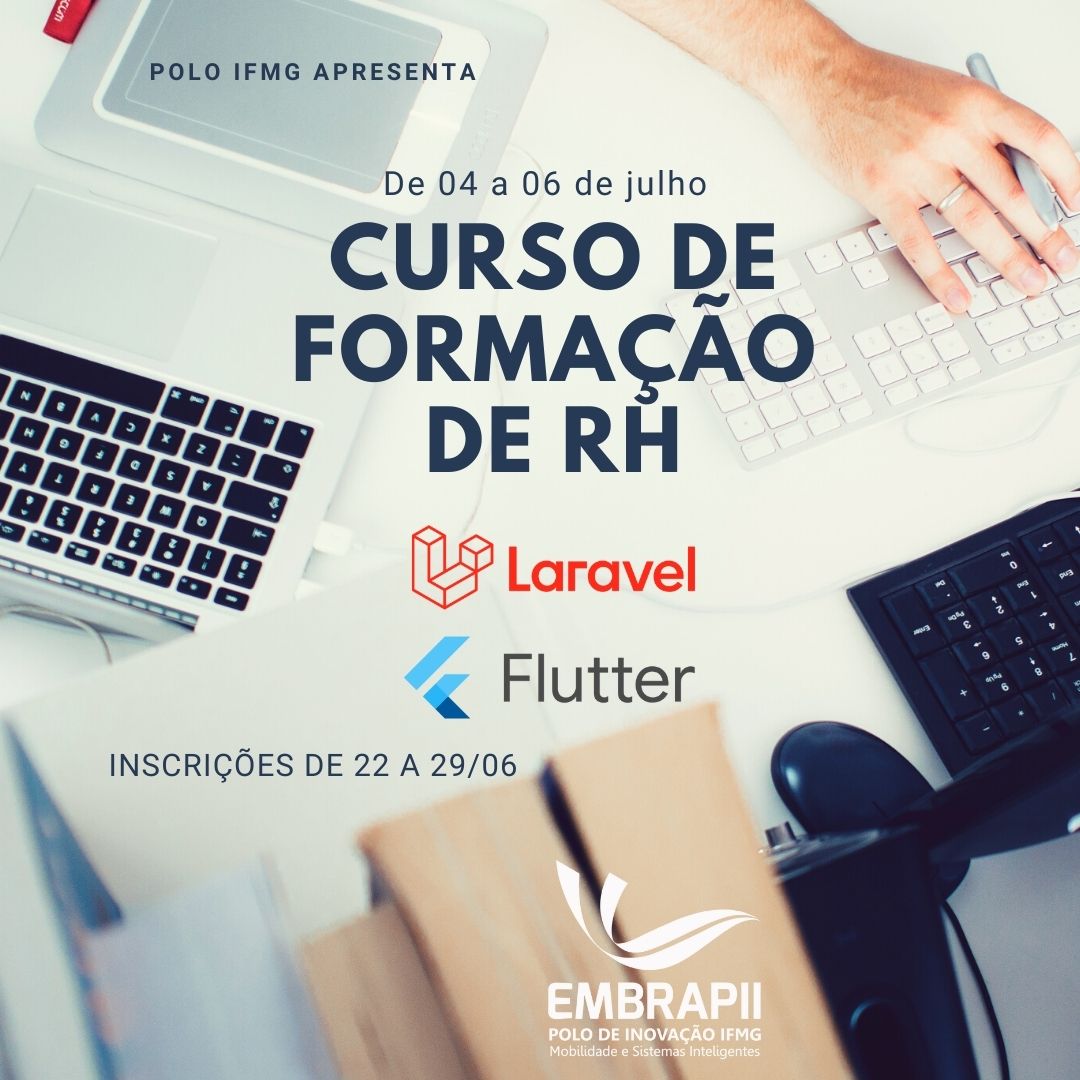 POLO IFMG APRESENTA
De 04 a 06 de julho
CURSO DE
FORMAÇÃO
DE RH
Laravel
Flutter
INSCRIÇÕES DE 22 A 29/06
EMBRAPII
POLO DE INOVAÇÃO IFMG
Mobilidade e Sistemas Inteligentes